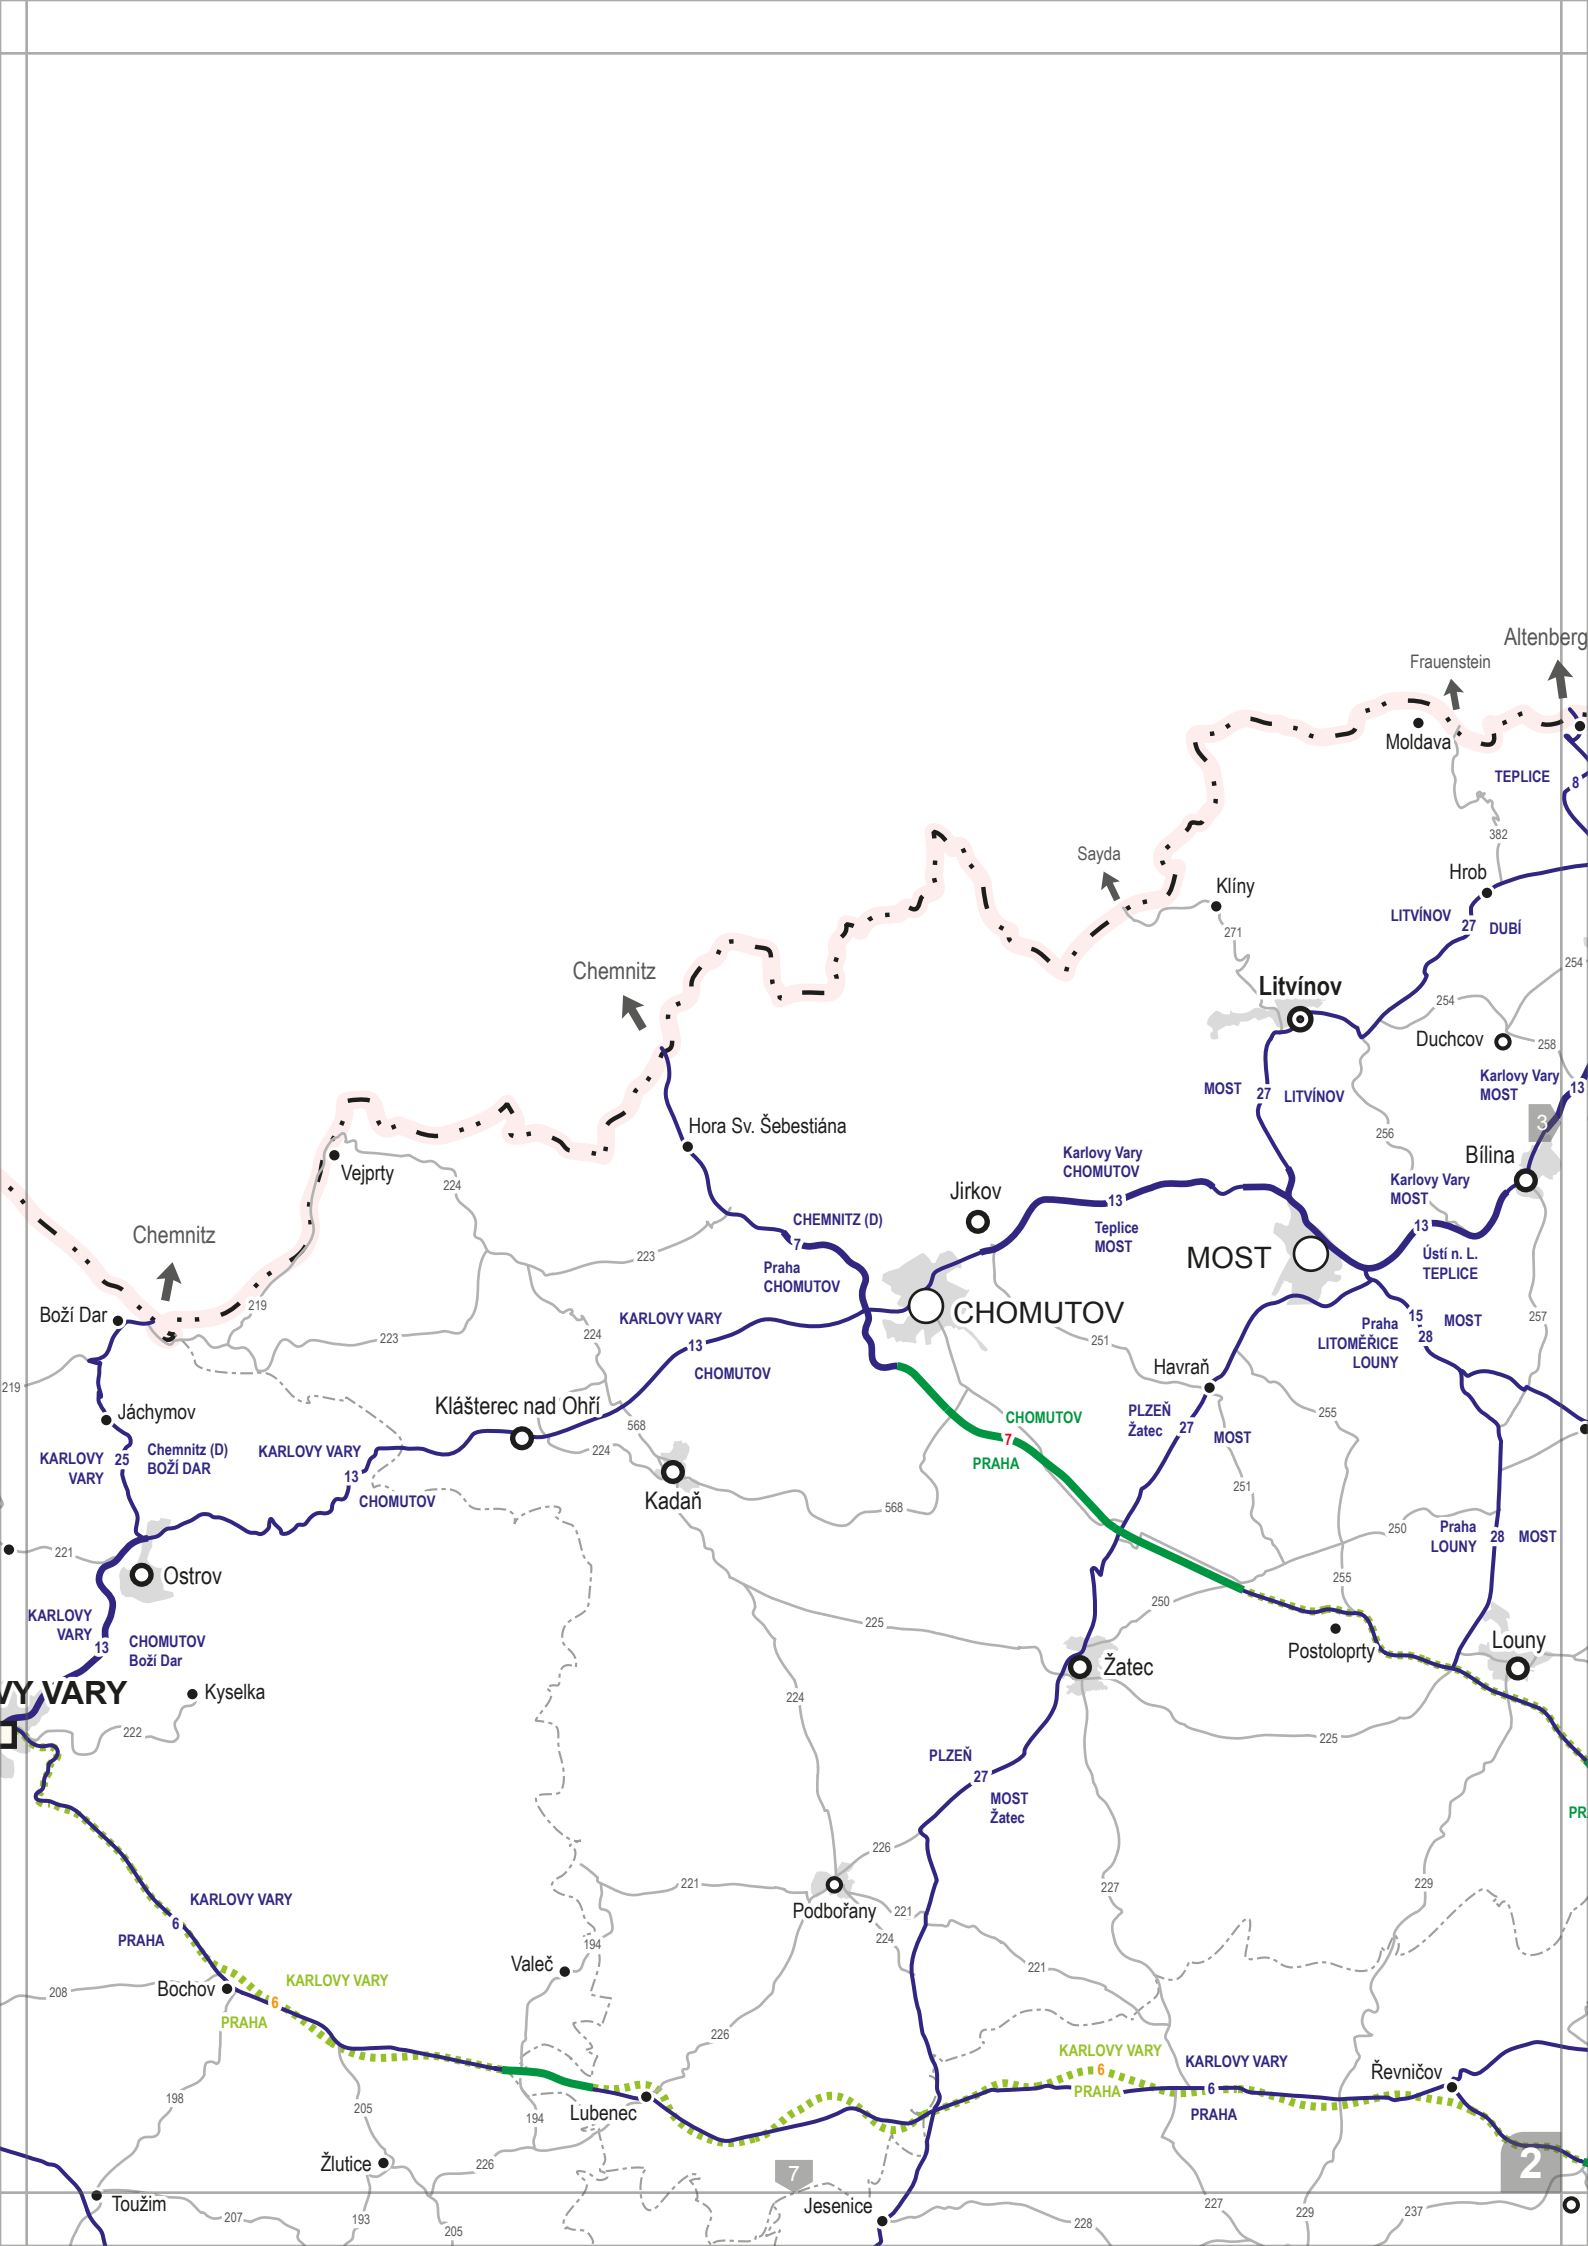 Altenberg
Frauenstein
Moldava
TEPLICE
8
382
Sayda
Klíny
Hrob
LITVÍNOV
27
DUBÍ
271
254
Chemnitz
Litvínov
254
Duchcov
258
MOST
27
LITVÍNOV
Karlovy Vary
MOST
13
3
Hora Sv. Šebestiána
256
Bílina
Vejprty
224
Karlovy Vary
CHOMUTOV
13
Teplice
MOST
Karlovy Vary
MOST
13
Ústí n. L.
TEPLICE
Jirkov
Chemnitz
CHEMNITZ (D)
7
Praha
CHOMUTOV
223
MOST
219
Boží Dar
223
224
KARLOVY VARY
13
CHOMUTOV
CHOMUTOV
251
15
28
MOST
Praha
LITOMĚŘICE
LOUNY
257
Havraň
219
Jáchymov
KARLOVY
VARY
25
Chemnitz (D)
BOŽÍ DAR
KARLOVY VARY
13
CHOMUTOV
Klášterec nad Ohří
568
224
Kadaň
568
CHOMUTOV
7
PRAHA
PLZEŇ
Žatec
27
MOST
255
251
250
Praha
LOUNY
28
MOST
221
Ostrov
255
250
225
KARLOVY
VARY
13
CHOMUTOV
Boží Dar
Postoloprty
Louny
Žatec
VY VARY
Kyselka
222
224
225
PLZEŇ
27
MOST
Žatec
PR
226
221
Podbořany
221
224
227
229
KARLOVY VARY
6
PRAHA
194
Valeč
221
208
Bochov
KARLOVY VARY
6
PRAHA
226
KARLOVY VARY
6
PRAHA
KARLOVY VARY
6
PRAHA
Řevničov
198
205
194
Lubenec
Žlutice
226
7
2
Toužim
207
193
205
Jesenice
228
227
229
237